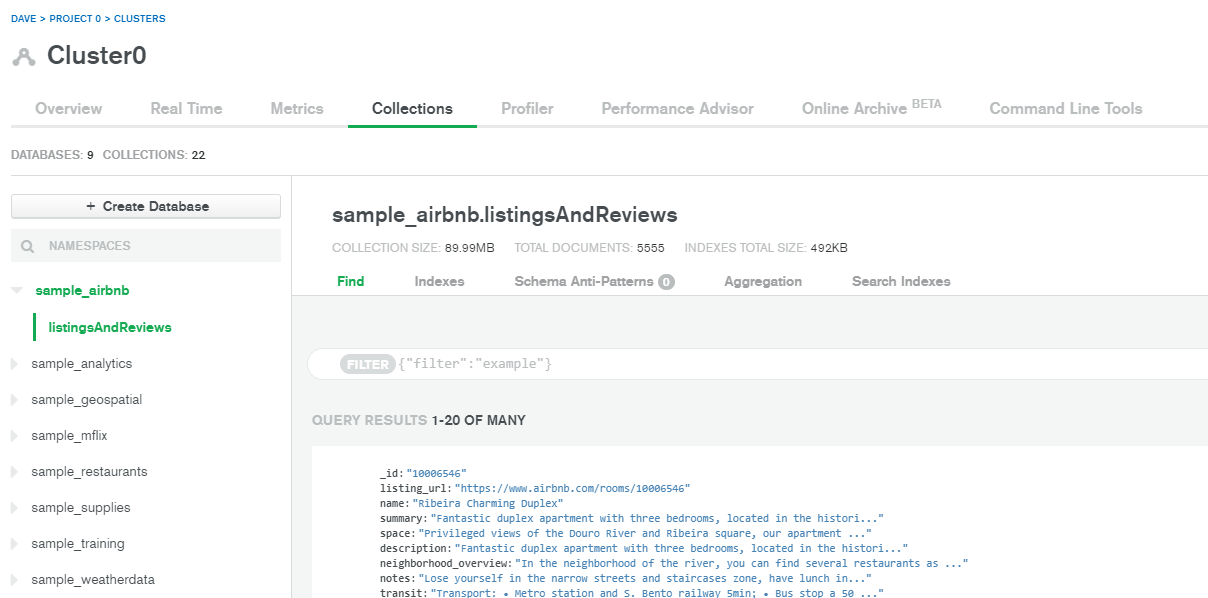 DAVE > PROJECT 0 > CLUSTERS
Cluster0
Overview Real Time Metrics Collections Profiler Performance Advisor Online Archive BETA Command Line Tools
DATABASES: 9 COLLECTIONS: 22
+ Create Database
NAMESPACES
sample_airbnb
listingsAndReviews
sample_analytics
sample_geospatial
sample_mflix
sample_restaurants
sample_supplies
sample_training
sample_weatherdata
sample_airbnb.listingsAndReviews
COLLECTION SIZE: 89.99MB TOTAL DOCUMENTS: 5555 INDEXES TOTAL SIZE: 492KB
Find Indexes Schema Anti-Patterns 0 Aggregation Search Indexes
FILTER {"filter":"example"}
QUERY RESULTS 1-20 OF MANY
_id: "10006546"
listing_url: "https://www.airbnb.com/rooms/10006546"
name: "Ribeira Charming Duplex"
summary: "Fantastic duplex apartment with three bedrooms, located in the histori..."
space: "Privileged views of the Douro River and Ribeira square, our apartment ..."
description: "Fantastic duplex apartment with three bedrooms, located in the histori..."
neighborhood_overview: "In the neighborhood of the river, you can find several restaurants as ..."
notes: "Lose yourself in the narrow streets and staircases zone, have lunch in..."
transit: "Transport: • Metro station and S. Bento railway 5min; • Bus stop a 50 ..."